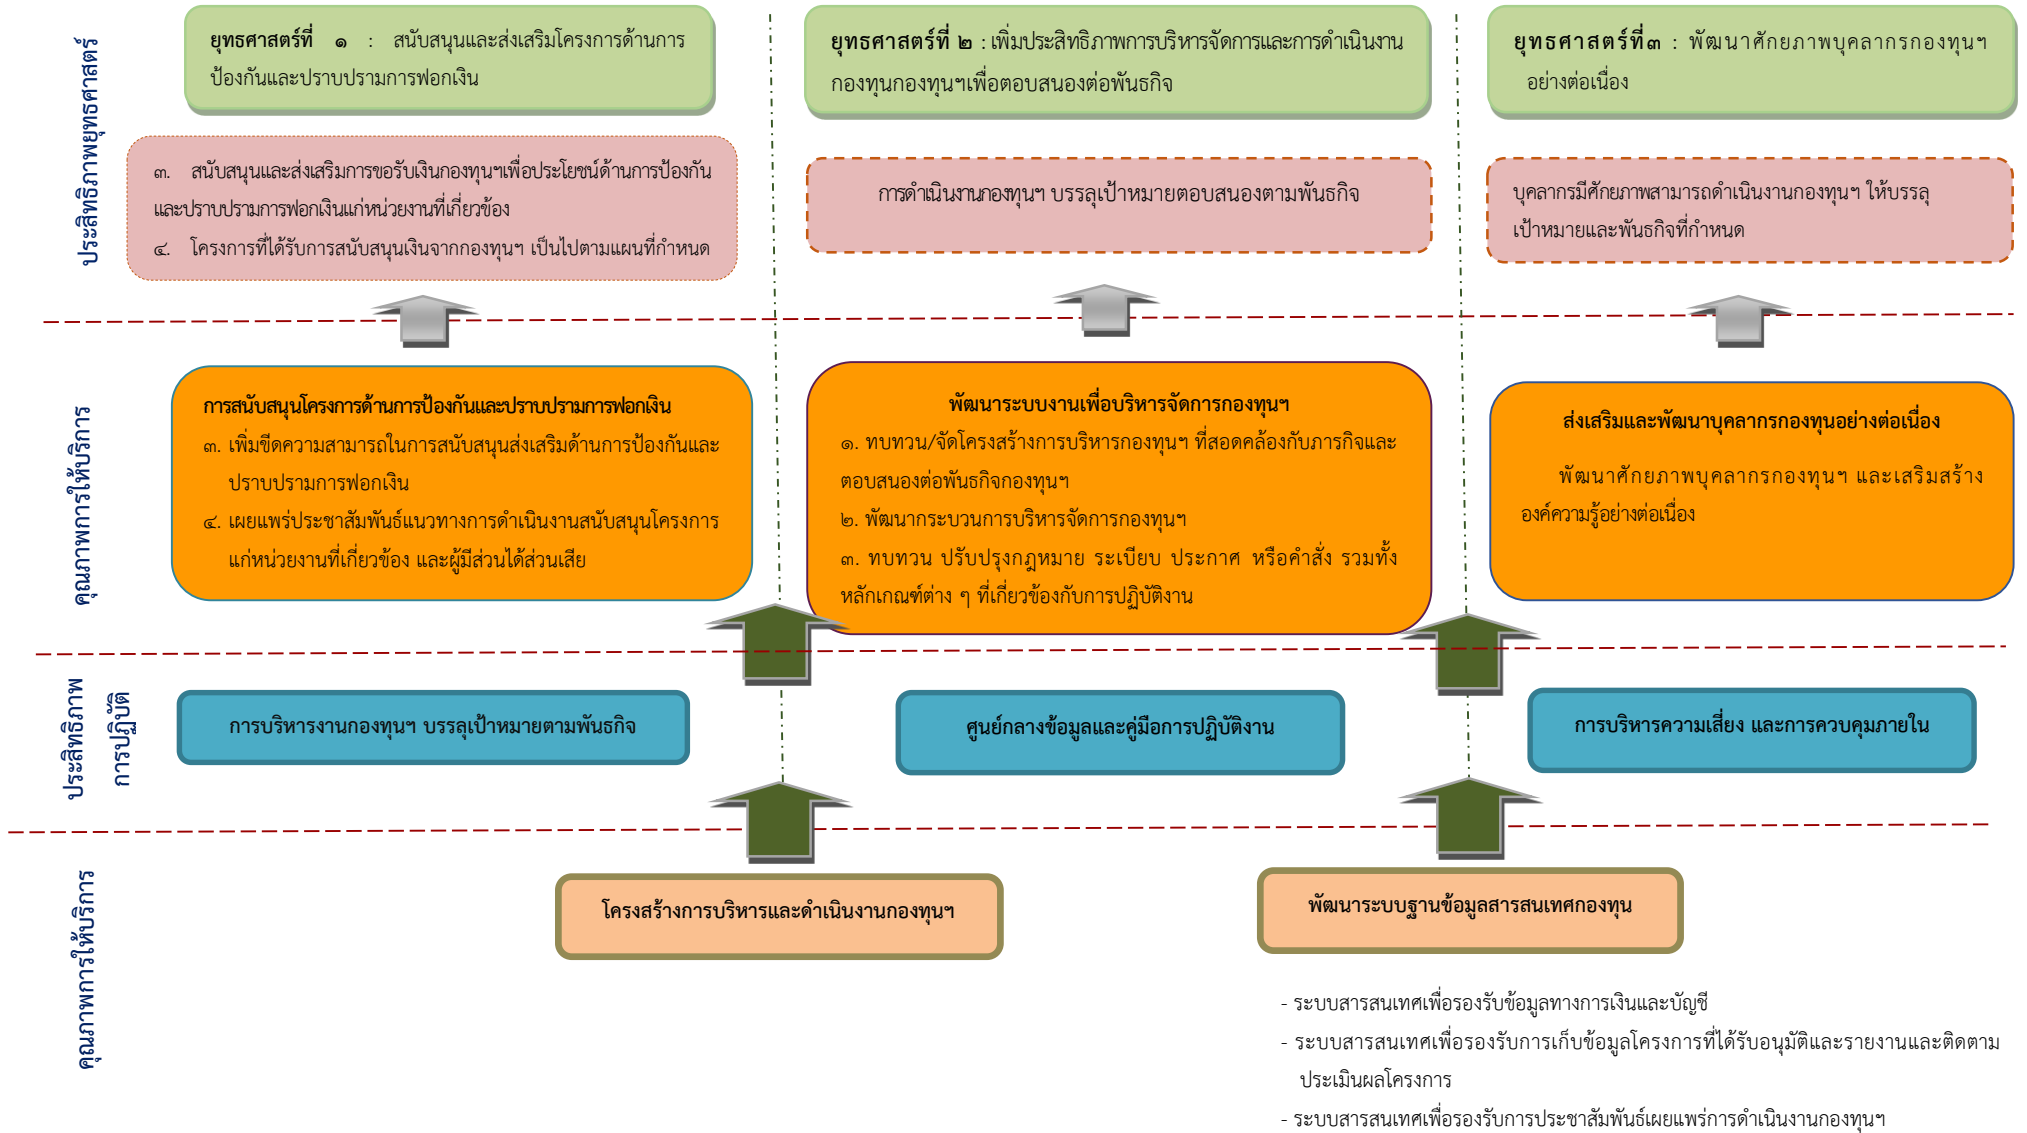 ประสิทธิภาพยุทธศาสตร์
ยุทธศาสตร์ที่ ๑ : สนับสนุนและส่งเสริมโครงการด้านการ
ป้องกันและปราบปรามการฟอกเงิน
ยุทธศาสตร์ที่ ๒ : เพิ่มประสิทธิภาพการบริหารจัดการและการดำเนินงาน
กองทุนกองทุนฯเพื่อตอบสนองต่อพันธกิจ
ยุทธศาสตร์ที่๓ : พัฒนาศักยภาพบุคลากรกองทุนฯ
อย่างต่อเนื่อง
๓. สนับสนุนและส่งเสริมการขอรับเงินกองทุนฯเพื่อประโยชน์ด้านการป้องกัน
และปราบปรามการฟอกเงินแก่หน่วยงานที่เกี่ยวข้อง
๔. โครงการที่ได้รับการสนับสนุนเงินจากกองทุนฯ เป็นไปตามแผนที่กำหนด
การดำเนินงานกองทุนฯ บรรลุเป้าหมายตอบสนองตามพันธกิจ
บุคลากรมีศักยภาพสามารถดำเนินงานกองทุนฯ ให้บรรลุ
เป้าหมายและพันธกิจที่กำหนด
คุณภาพการให้บริการ
การสนับสนุนโครงการด้านการป้องกันและปราบปรามการฟอกเงิน
๓. เพิ่มขีดความสามารถในการสนับสนุนส่งเสริมด้านการป้องกันและ
ปราบปรามการฟอกเงิน
๔. เผยแพร่ประชาสัมพันธ์แนวทางการดำเนินงานสนับสนุนโครงการ
แก่หน่วยงานที่เกี่ยวข้อง และผู้มีส่วนได้ส่วนเสีย
พัฒนาระบบงานเพื่อบริหารจัดการกองทุนฯ
๑. ทบทวน/จัดโครงสร้างการบริหารกองทุนฯ ที่สอดคล้องกับภารกิจและ
ตอบสนองต่อพันธกิจกองทุนฯ
๒. พัฒนากระบวนการบริหารจัดการกองทุนฯ
๓. ทบทวน ปรับปรุงกฎหมาย ระเบียบ ประกาศ หรือคำสั่ง รวมทั้ง
หลักเกณฑ์ต่าง ๆ ที่เกี่ยวข้องกับการปฏิบัติงาน
ส่งเสริมและพัฒนาบุคลากรกองทุนอย่างต่อเนื่อง
พัฒนาศักยภาพบุคลากรกองทุนฯ และเสริมสร้าง
องค์ความรู้อย่างต่อเนื่อง
ประสิทธิภาพ
การปฏิบัติ
การบริหารงานกองทุนฯ บรรลุเป้าหมายตามพันธกิจ
ศูนย์กลางข้อมูลและคู่มือการปฏิบัติงาน
การบริหารความเสี่ยง และการควบคุมภายใน
คุณภาพการให้บริการ
โครงสร้างการบริหารและดำเนินงานกองทุนฯ
พัฒนาระบบฐานข้อมูลสารสนเทศกองทุน
- ระบบสารสนเทศเพื่อรองรับข้อมูลทางการเงินและบัญชี
- ระบบสารสนเทศเพื่อรองรับการเก็บข้อมูลโครงการที่ได้รับอนุมัติและรายงานและติดตาม
ประเมินผลโครงการ
- ระบบสารสนเทศเพื่อรองรับการประชาสัมพันธ์เผยแพร่การดำเนินงานกองทุนฯ